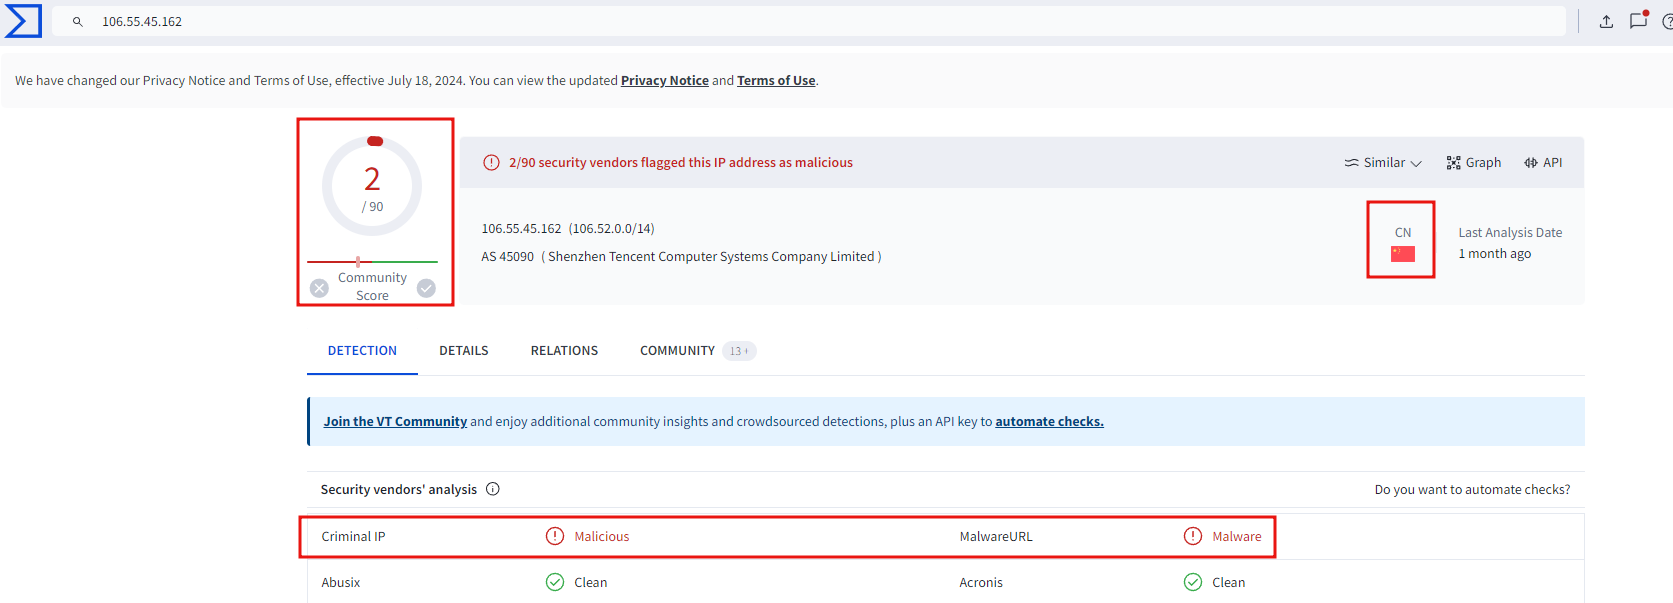 106.55.45.162
We have changed our Privacy Notice and Terms of Use, effective July 18, 2024. You can view the updated Privacy Notice and Terms of Use.
2
/ 90
Community
Score
2/90 security vendors flagged this IP address as malicious
Similar
Graph
API
106.55.45.162 (106.52.0.0/14)
AS 45090 ( Shenzhen Tencent Computer Systems Company Limited )
CN
Last Analysis Date
1 month ago
DETECTION DETAILS RELATIONS COMMUNITY 13 +
Join the VT Community and enjoy additional community insights and crowdsourced detections, plus an API key to automate checks.
Security vendors' analysis
Do you want to automate checks?
Criminal IP Malicious MalwareURL Malware
Abusix Clean Acronis Clean